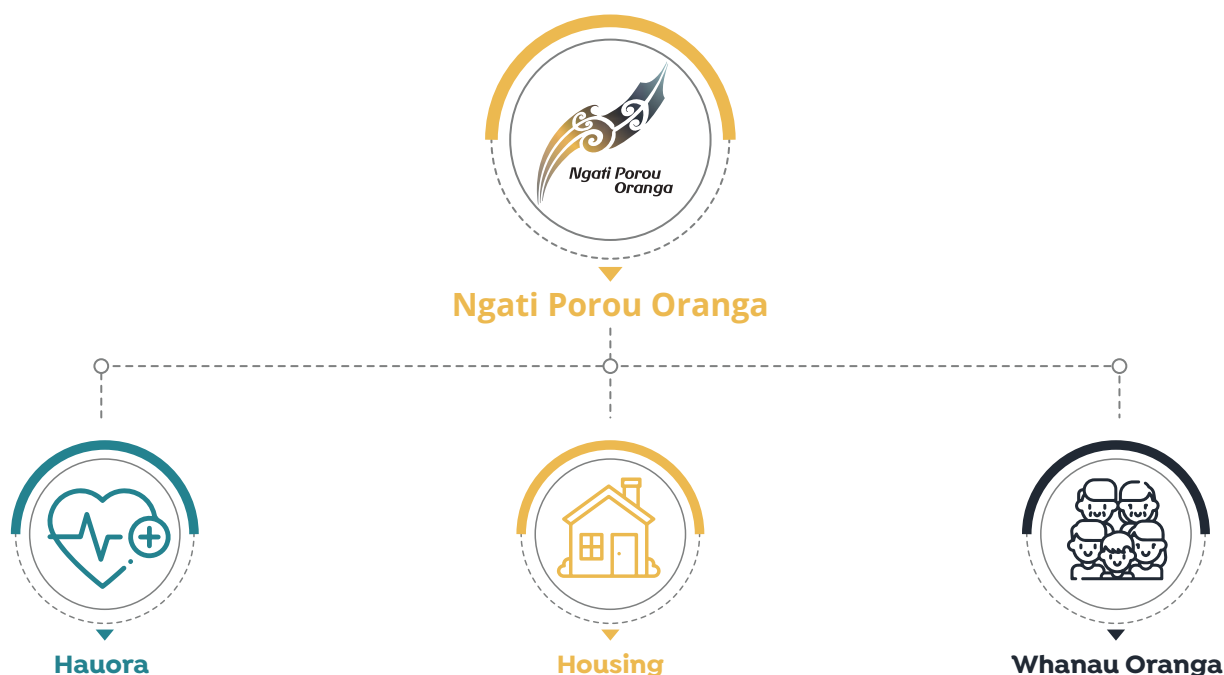 Ngati Porou
Oranga
Ngati Porou Oranga
Hauora
Housing
Whanau Oranga